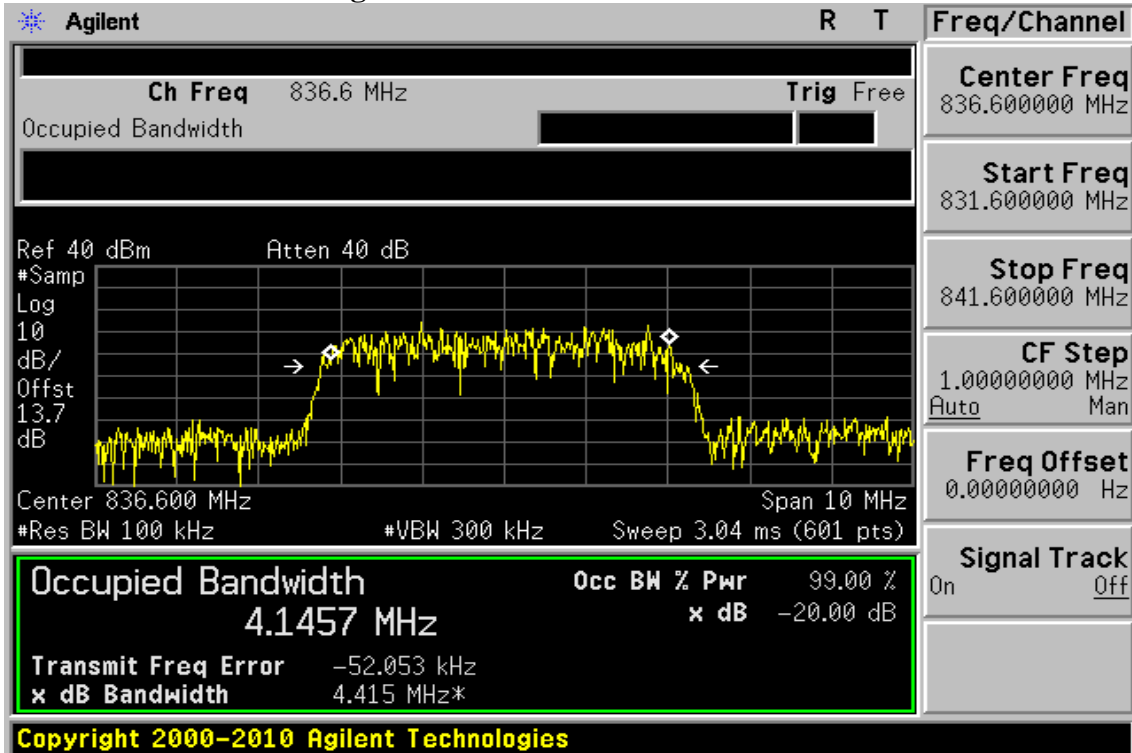 Agilent R T Freq/Channel
Ch Freq 836.6 MHz Trig Free
Occupied Bandwidth
Center Freq
836.600000 MHz
Start Freq
831.600000 MHz
Stop Freq
841.600000 MHz
CF Step
1.00000000 MHz
Auto Man
Freq Offset
0.00000000 Hz
Signal Track
On Off
Ref 40 dBm Atten 40 dB
#Samp
Log
10
dB/
Offst
13.7
dB
Center 836.600 MHz Span 10 MHz
#Res BW 100 kHz #VBW 300 kHz Sweep 3.04 ms (601 pts)
Occupied Bandwidth Occ BW % Pwr 99.00 %
4.1457 MHz x dB -20.00 dB
Transmit Freq Error -52.053 kHz
x dB Bandwidth 4.415 MHz*
Copyright 2000-2010 Agilent Technologies